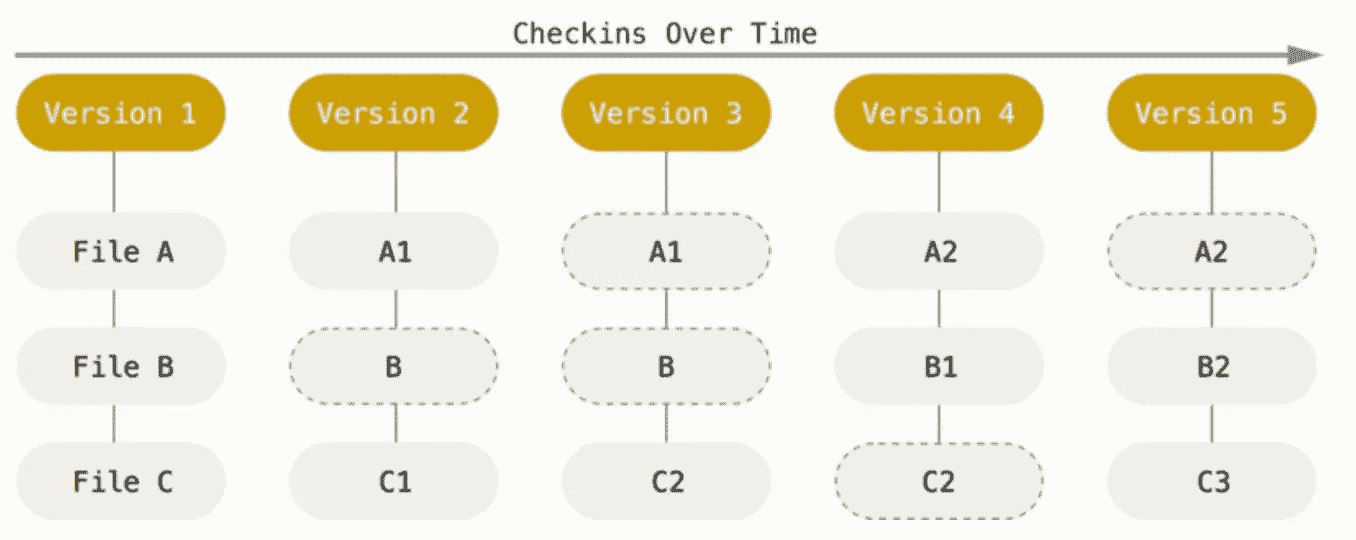 Checkins Over Time
Version 1 Version 2 Version 3 Version 4 Version 5
File A A1 A1 A2 A2
File B B B B1 B2
File C C1 C2 C2 C3